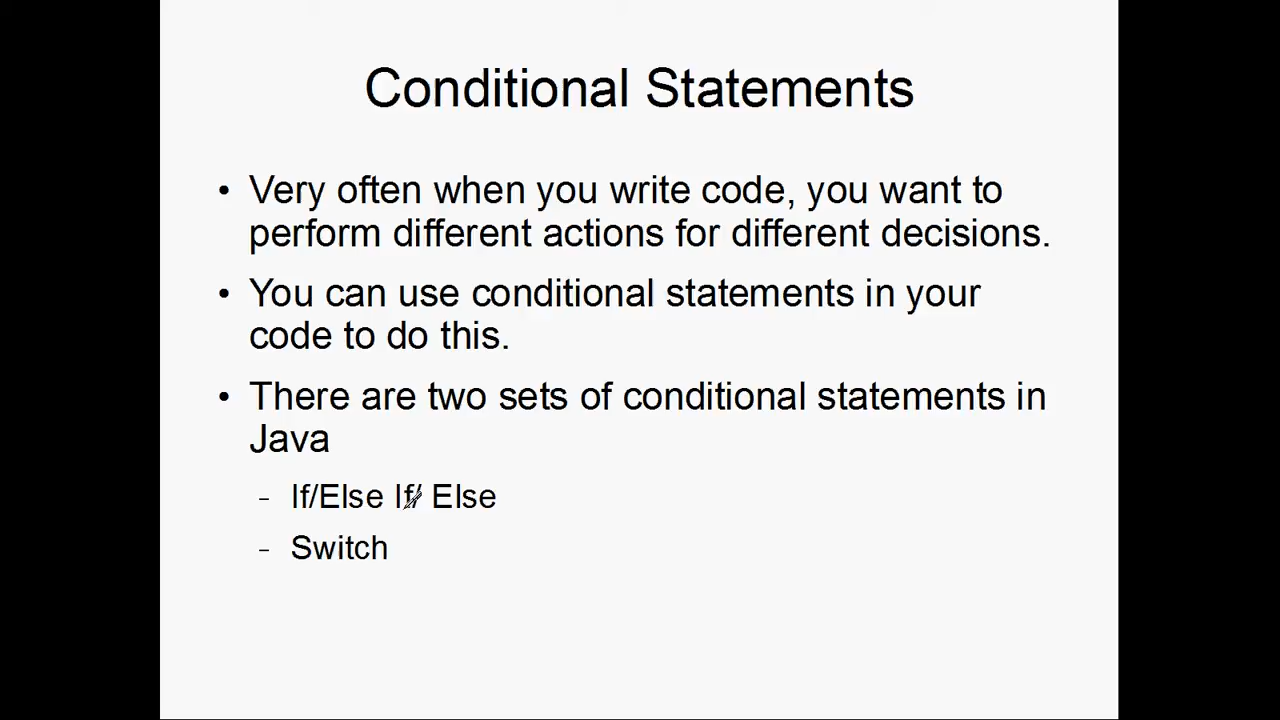 Conditional Statements
• Very often when you write code, you want to
perform different actions for different decisions.
• You can use conditional statements in your
code to do this.
• There are two sets of conditional statements in
Java
– If/Else If/ Else
– Switch